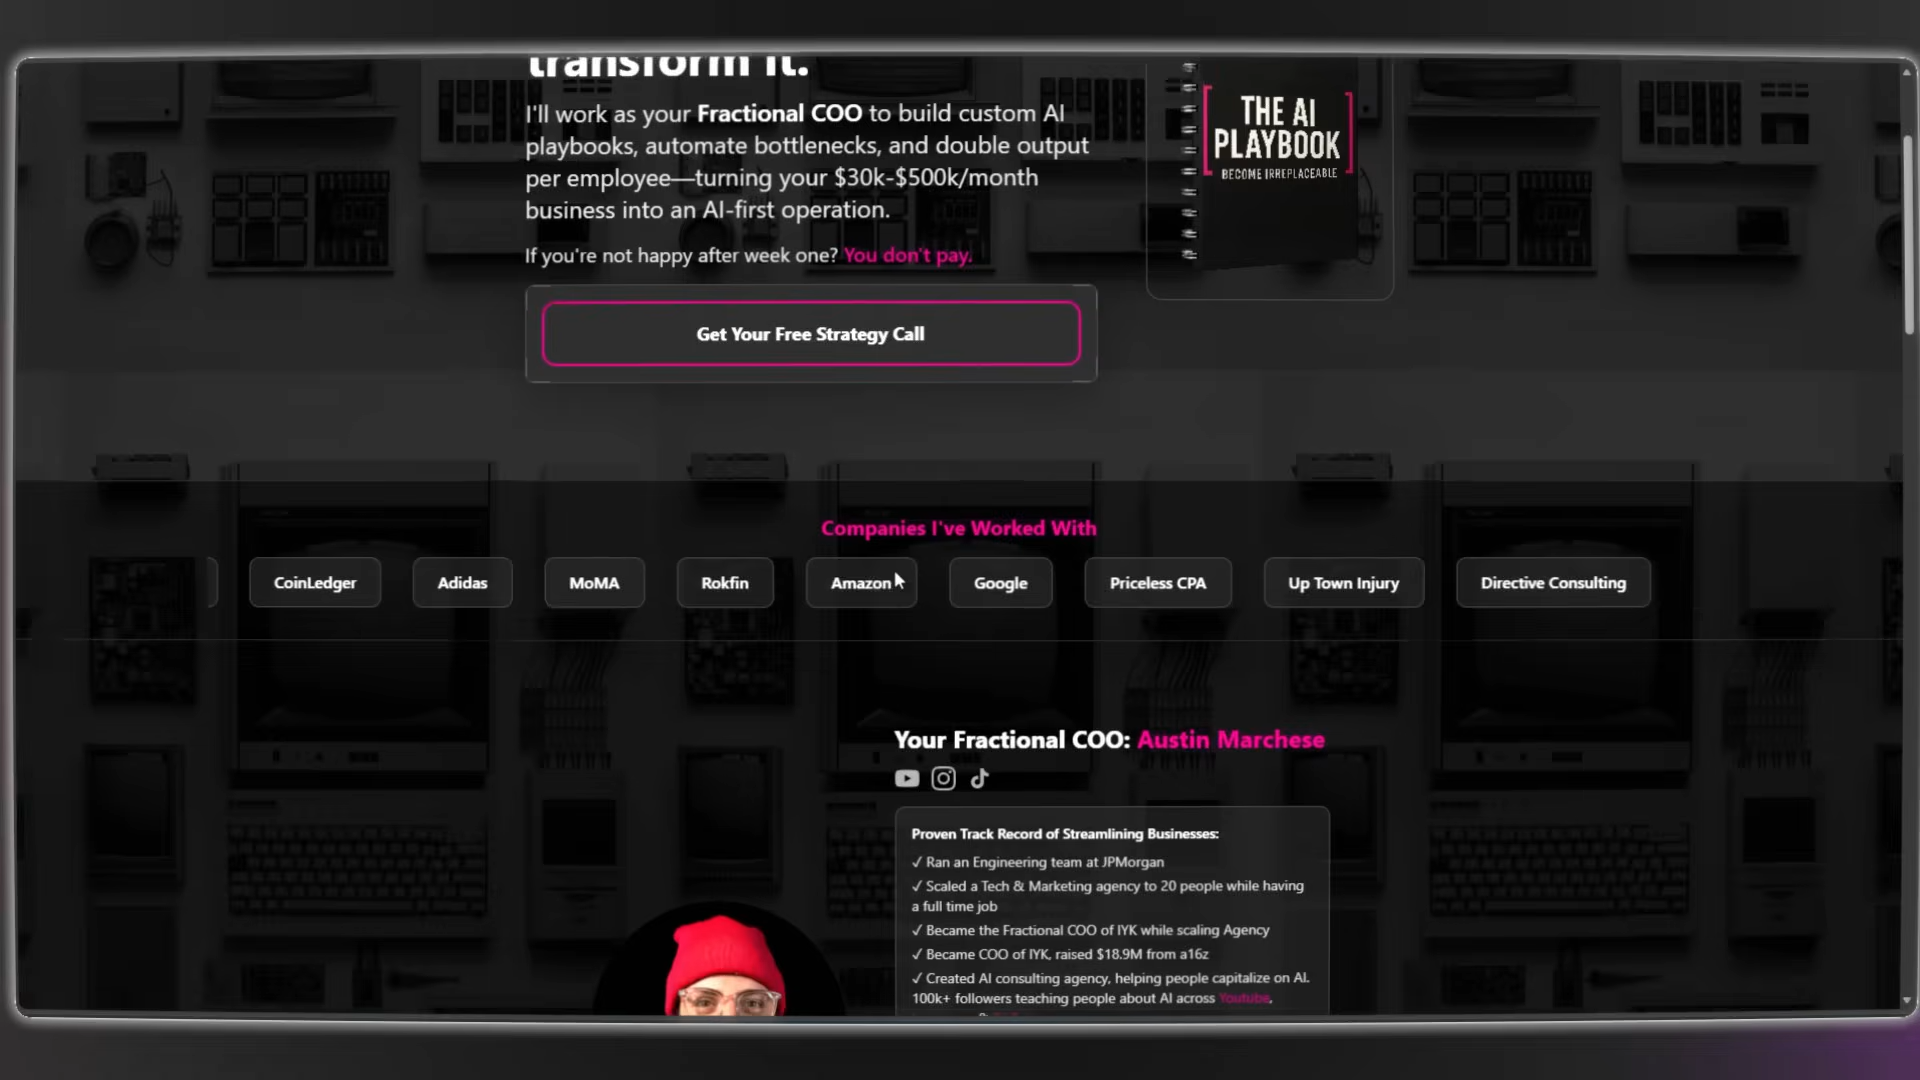 transform it.
I'll work as your Fractional COO to build custom AI
playbooks, automate bottlenecks, and double output
per employee—turning your $30k-$500k/month
business into an AI-first operation.
If you're not happy after week one? You don't pay.
Get Your Free Strategy Call
THE AI
PLAYBOOK
BECOME IRREPLACEABLE
Companies I've Worked With
CoinLedger
Adidas
MoMA
Rokfin
Amazon
Google
Priceless CPA
Up Town Injury
Directive Consulting
Your Fractional COO: Austin Marchese
Proven Track Record of Streamlining Businesses:
✓ Ran an Engineering team at JPMorgan
✓ Scaled a Tech & Marketing agency to 20 people while having
a full time job
✓ Became the Fractional COO of IYK while scaling Agency
✓ Became COO of IYK, raised $18.9M from a16z
✓ Created AI consulting agency, helping people capitalize on AI.
100k+ followers teaching people about AI across Youtube,